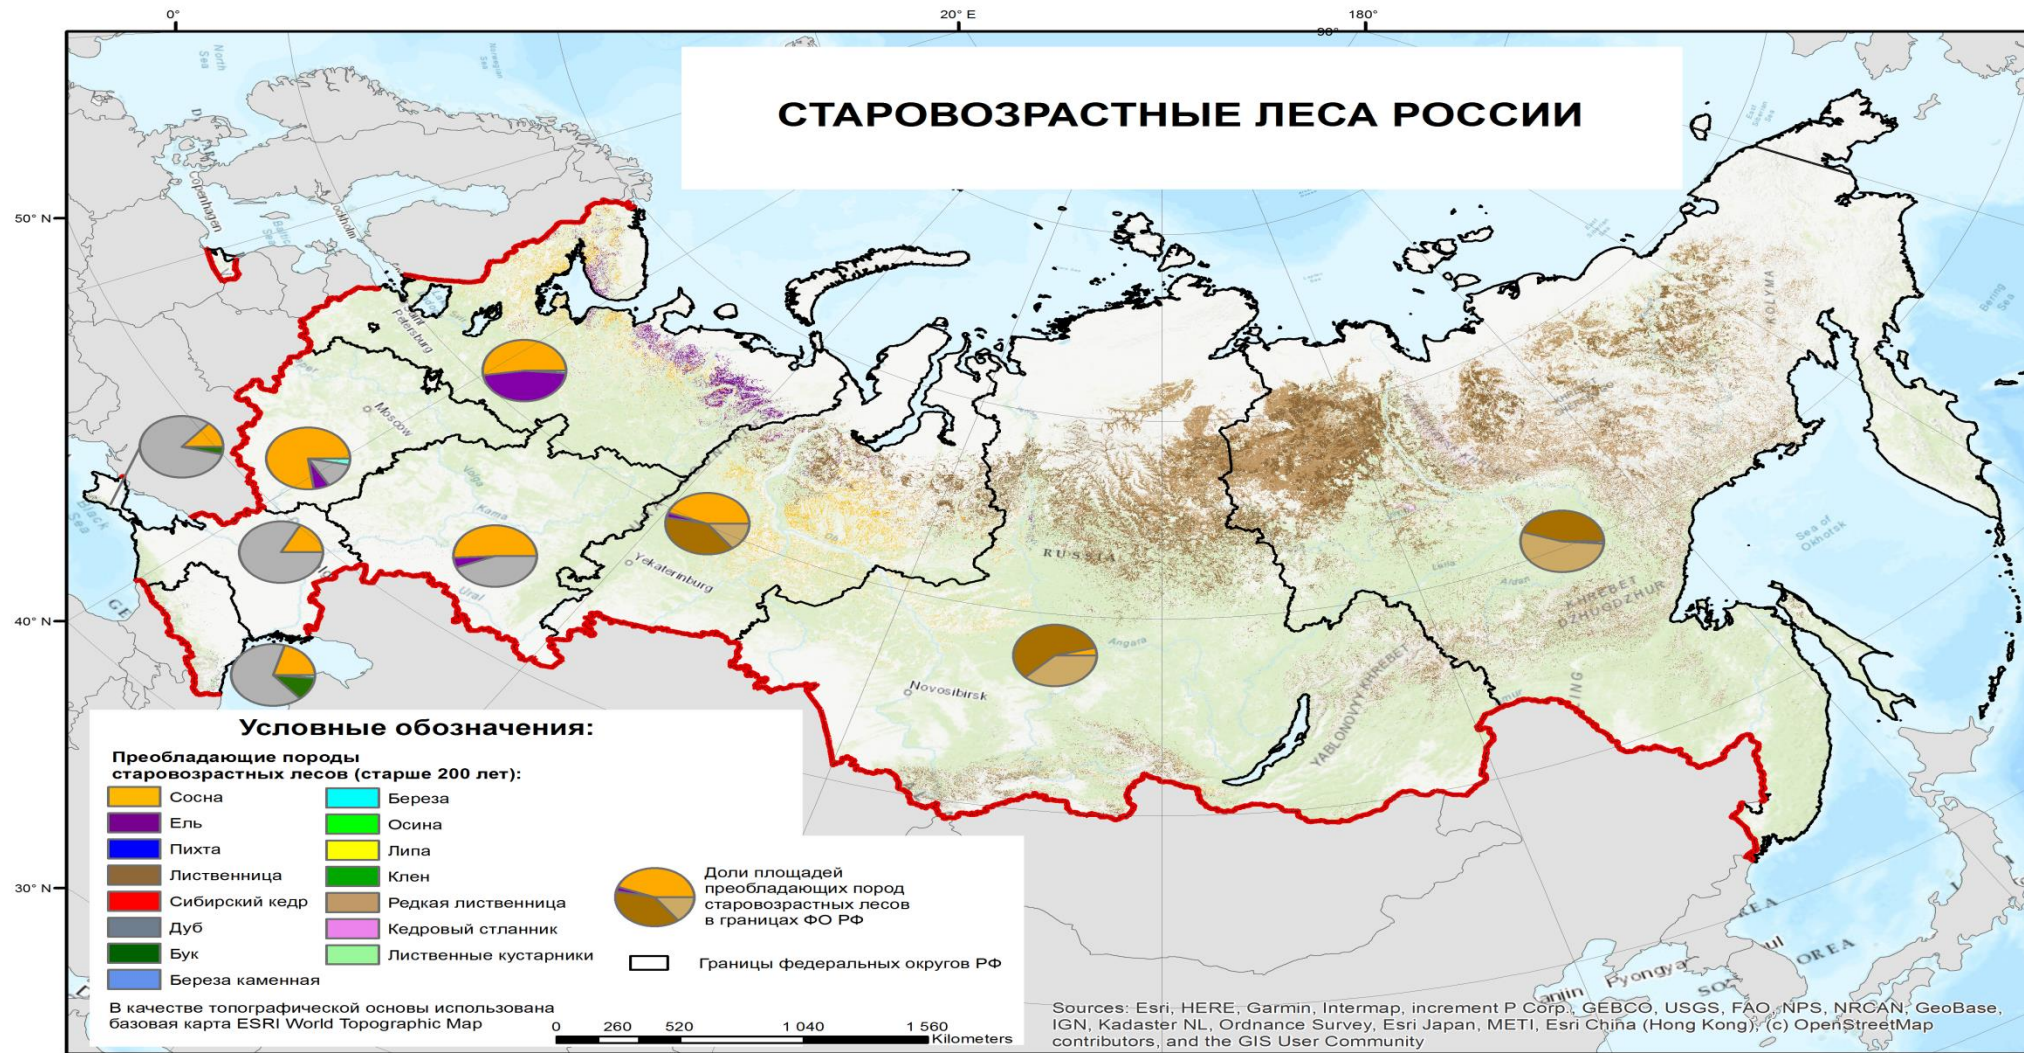 0°
20° E
180°
90°
СТАРОВОЗРАСТНЫЕ ЛЕСА РОССИИ
North
Sea
Norwegian
Sea
East
Siberian
Sea
Copenhagen
Baltic
Sea
50° N
Petersburg
KOLYMA
Bering
Sea
Moscow
Volga
Kama
Black
Sea
Ob
RUSSIA
Sea of
Okhotsk
Lena
Aldan
Yekaterinburg
KHREBET
DZHUGDZHUR
Ural
40° N
Angara
Novosibirsk
YABLONOVYY KHREBET
Условные обозначения:
Преобладающие породы
старовозрастных лесов (старше 200 лет):
Сосна
Ель
Пихта
Лиственница
Сибирский кедр
Дуб
Бук
Береза каменная
Береза
Осина
Липа
Клен
Редкая лиственница
Кедровый стланник
Лиственные кустарники
Доли площадей
преобладающих пород
старовозрастных лесов
в границах ФО РФ
Границы федеральных округов РФ
30° N
В качестве топографической основы использована
базовая карта ESRI World Topographic Map
0 260 520 1 040 1 560
Kilometers
Sources: Esri, HERE, Garmin, Intermap, increment P Corp., GEBCO, USGS, FAO, NPS, NRCAN, GeoBase,
IGN, Kadaster NL, Ordnance Survey, Esri Japan, METI, Esri China (Hong Kong), (c) OpenStreetMap
contributors, and the GIS User Community